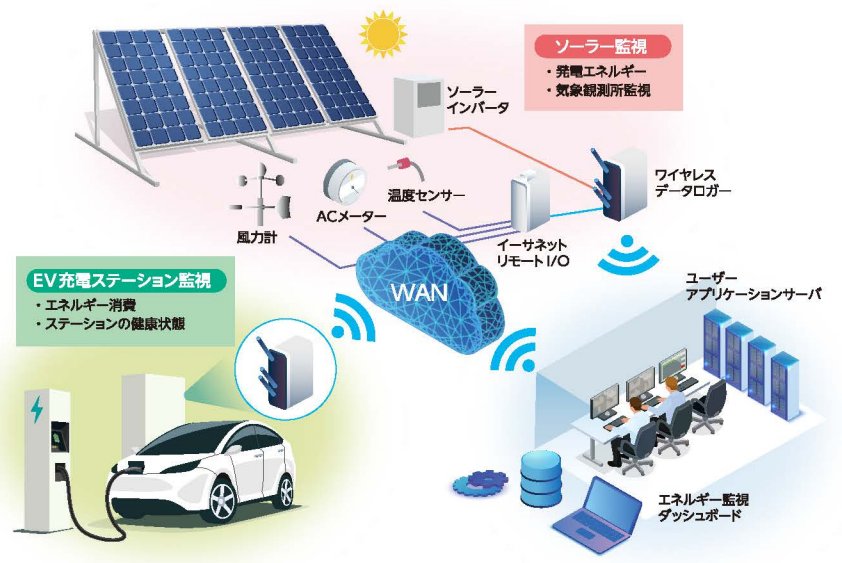 ソーラー監視
・発電エネルギー
・気象観測所監視
ソーラー
インバータ
ワイヤレス
データロガー
温度センサー
ACメーター
風力計
イーサネット
リモート I/O
WAN
EV充電ステーション監視
・エネルギー消費
・ステーションの健康状態
ユーザー
アプリケーションサーバ
エネルギー監視
ダッシュボード